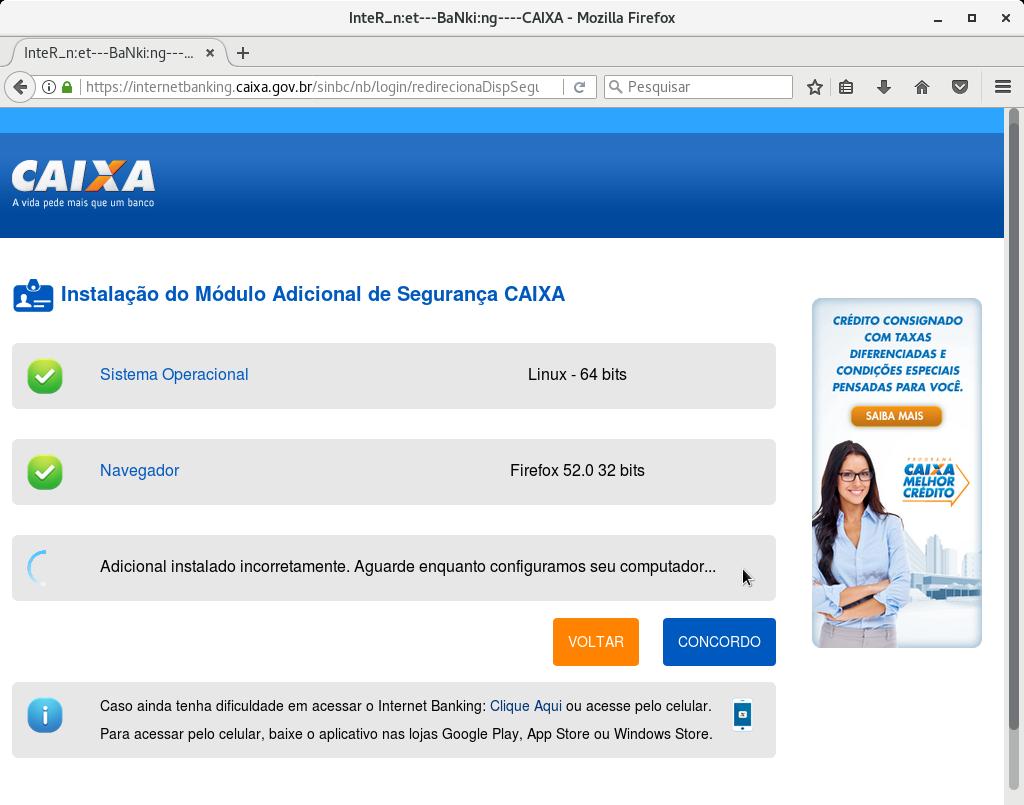 InteR_n:et---BaNki:ng----CAIXA - Mozilla Firefox
InteR_n:et---BaNki:ng---...
https://internetbanking.caixa.gov.br/sinbc/nb/login/redirecionaDispSegu
Pesquisar
CAIXA
A vida pede mais que um banco
Instalação do Módulo Adicional de Segurança CAIXA
Sistema Operacional Linux - 64 bits
Navegador Firefox 52.0 32 bits
Adicional instalado incorretamente. Aguarde enquanto configuramos seu computador...
VOLTAR CONCORDO
Caso ainda tenha dificuldade em acessar o Internet Banking: Clique Aqui ou acesse pelo celular.
Para acessar pelo celular, baixe o aplicativo nas lojas Google Play, App Store ou Windows Store.
CRÉDITO CONSIGNADO
COM TAXAS
DIFERENCIADAS E
CONDIÇÕES ESPECIAIS
PENSADAS PARA VOCÊ.
SAIBA MAIS
PROGRAMA
CAIXA
MELHOR
CRÉDITO